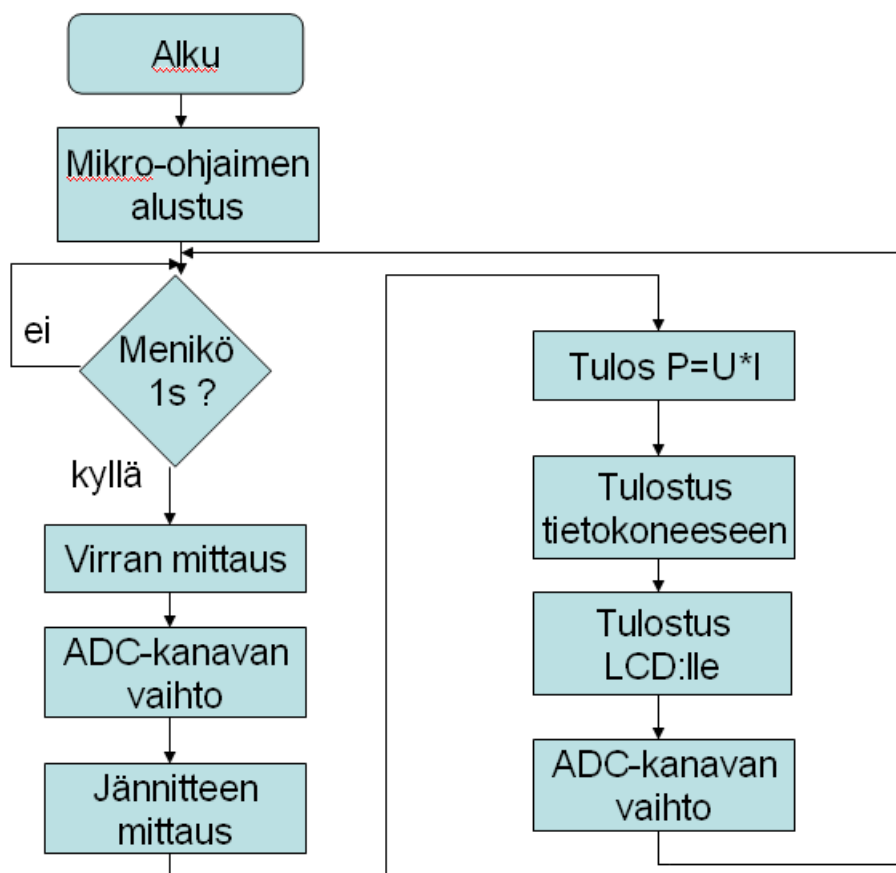 Alku
Mikro-ohjaimen
alustus
ei
Menikö
1s ?
kyllä
Virran mittaus
ADC-kanavan
vaihto
Jännitteen
mittaus
Tulos P=U*I
Tulostus
tietokoneeseen
Tulostus
LCD:lle
ADC-kanavan
vaihto